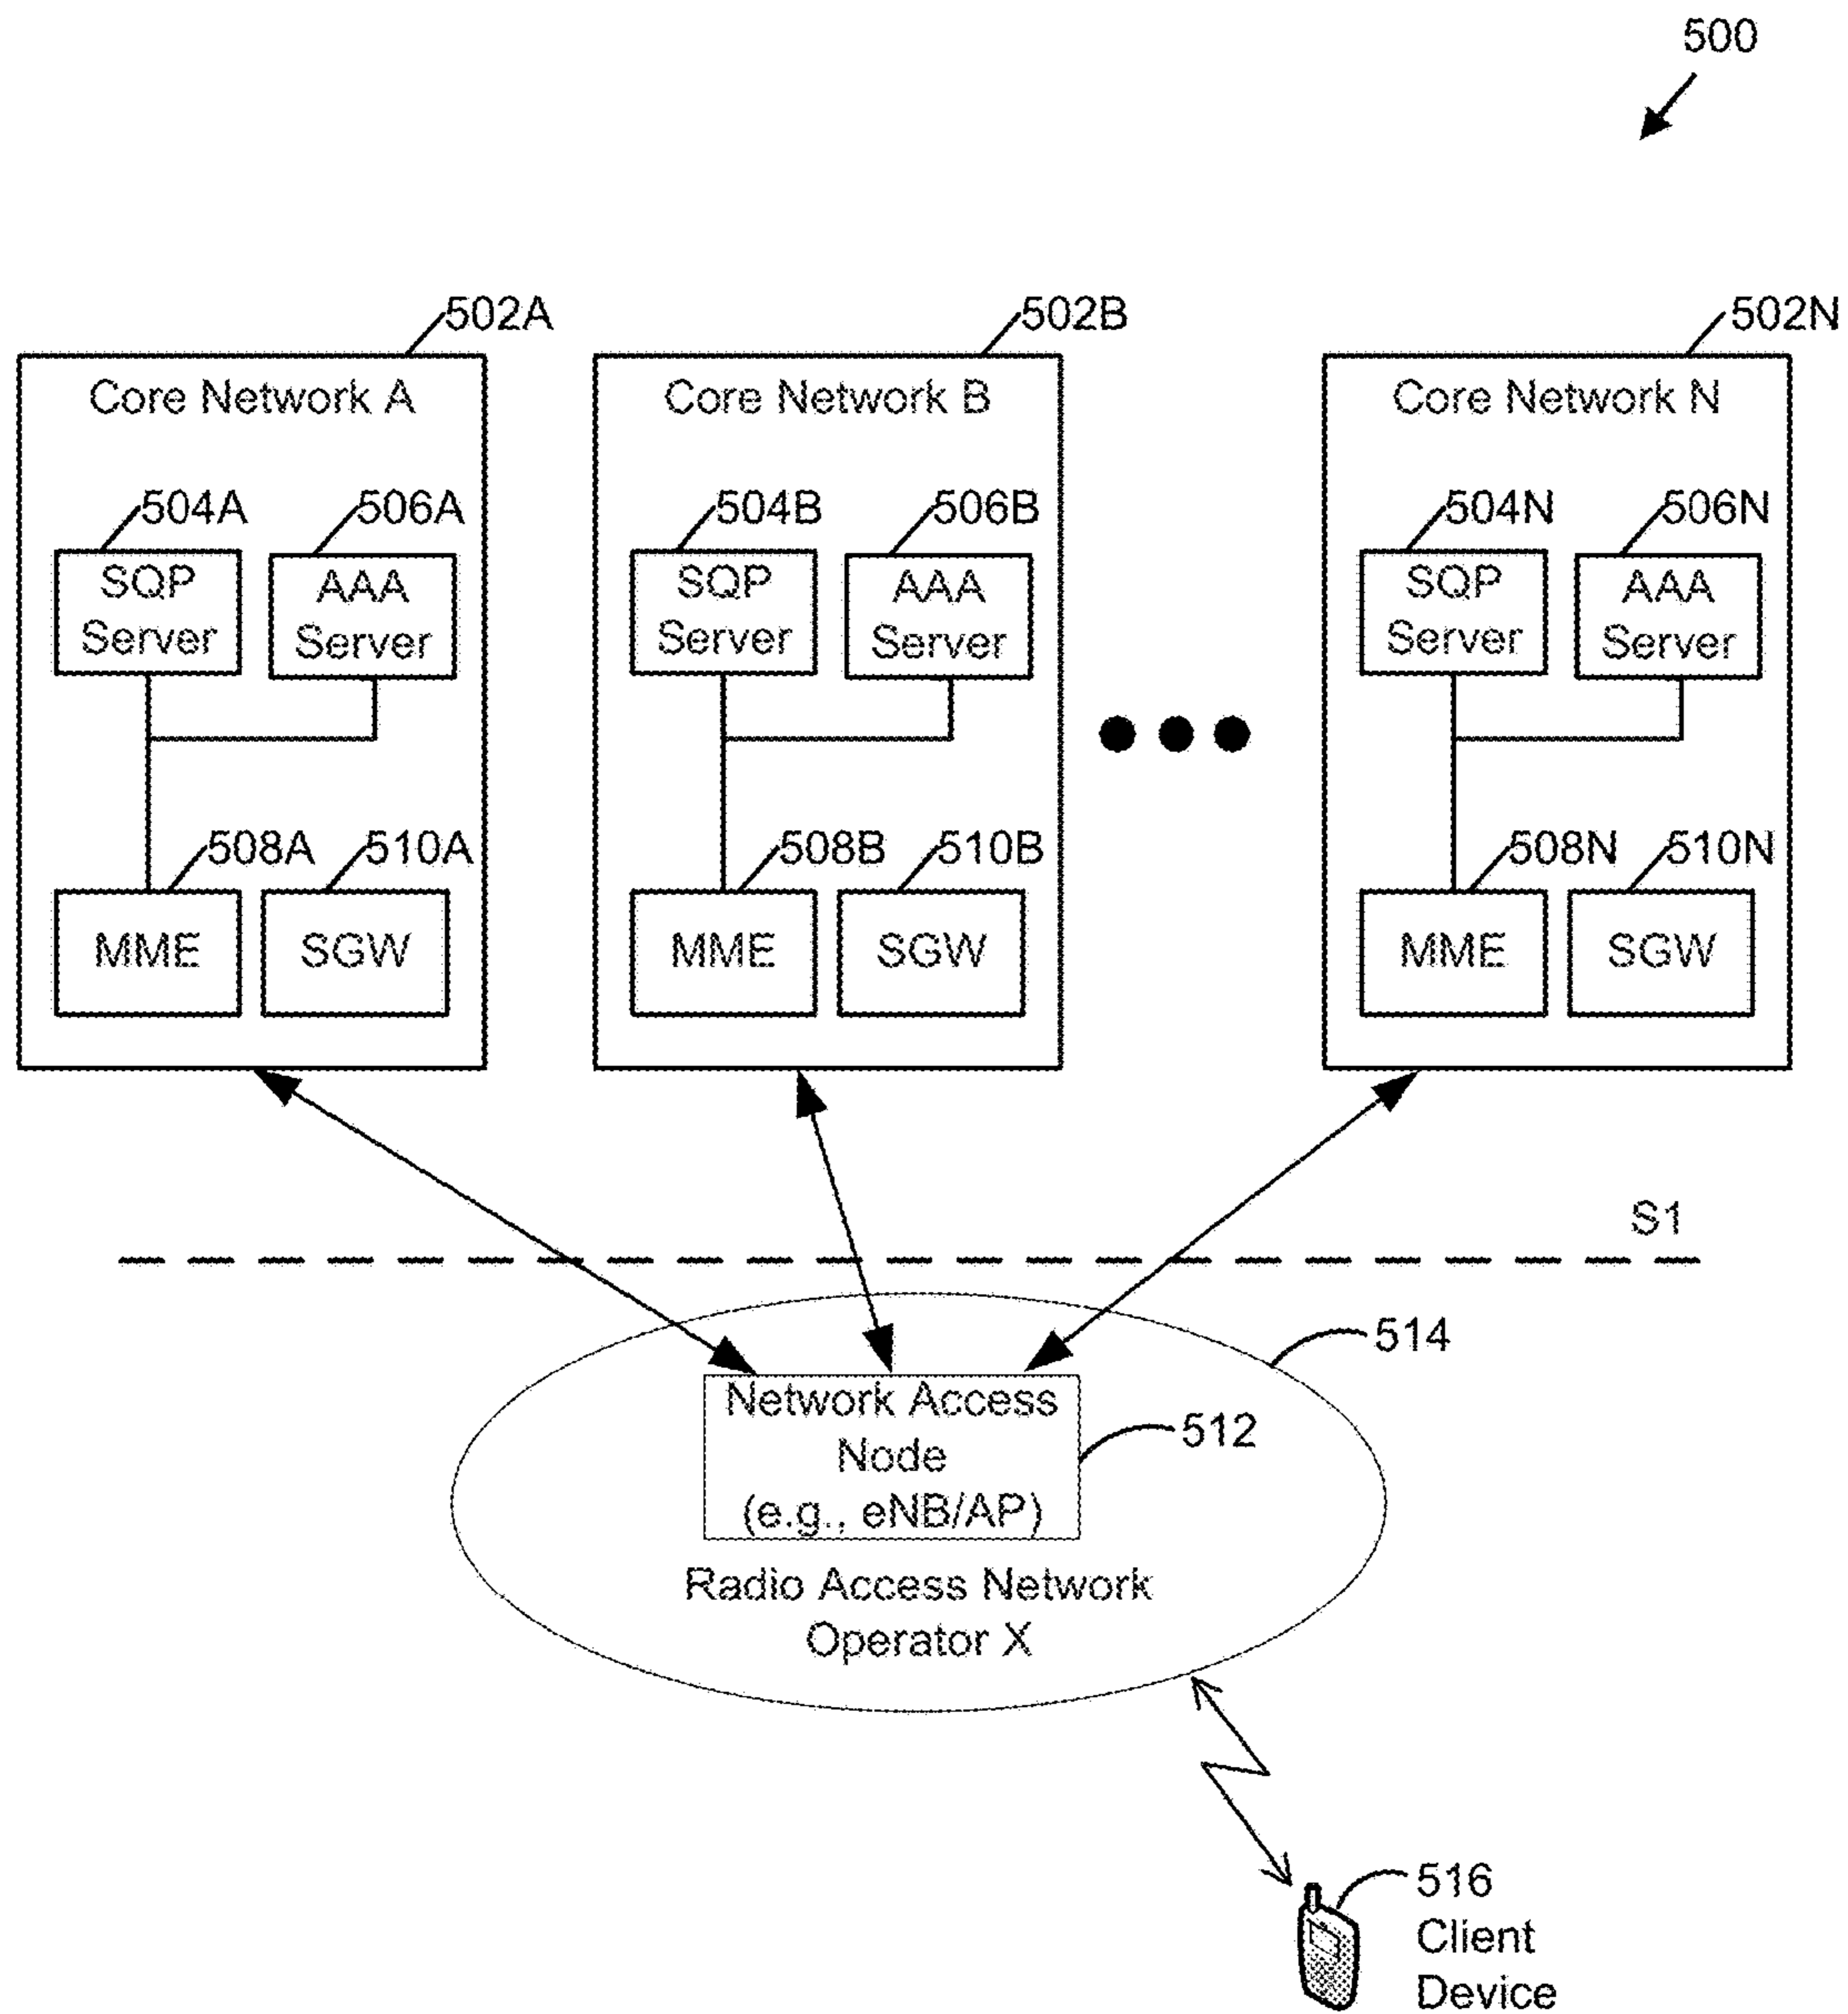 500
502A
502B
502N
Core Network A
Core Network B
Core Network N
504A
506A
504B
506B
504N
506N
SQP
Server
AAA
Server
SQP
Server
AAA
Server
SQP
Server
AAA
Server
508A
510A
508B
510B
508N
510N
MME
SGW
MME
SGW
MME
SGW
S1
514
Network Access
Node
(e.g., eNB/AP)
512
Radio Access Network
Operator X
516
Client
Device